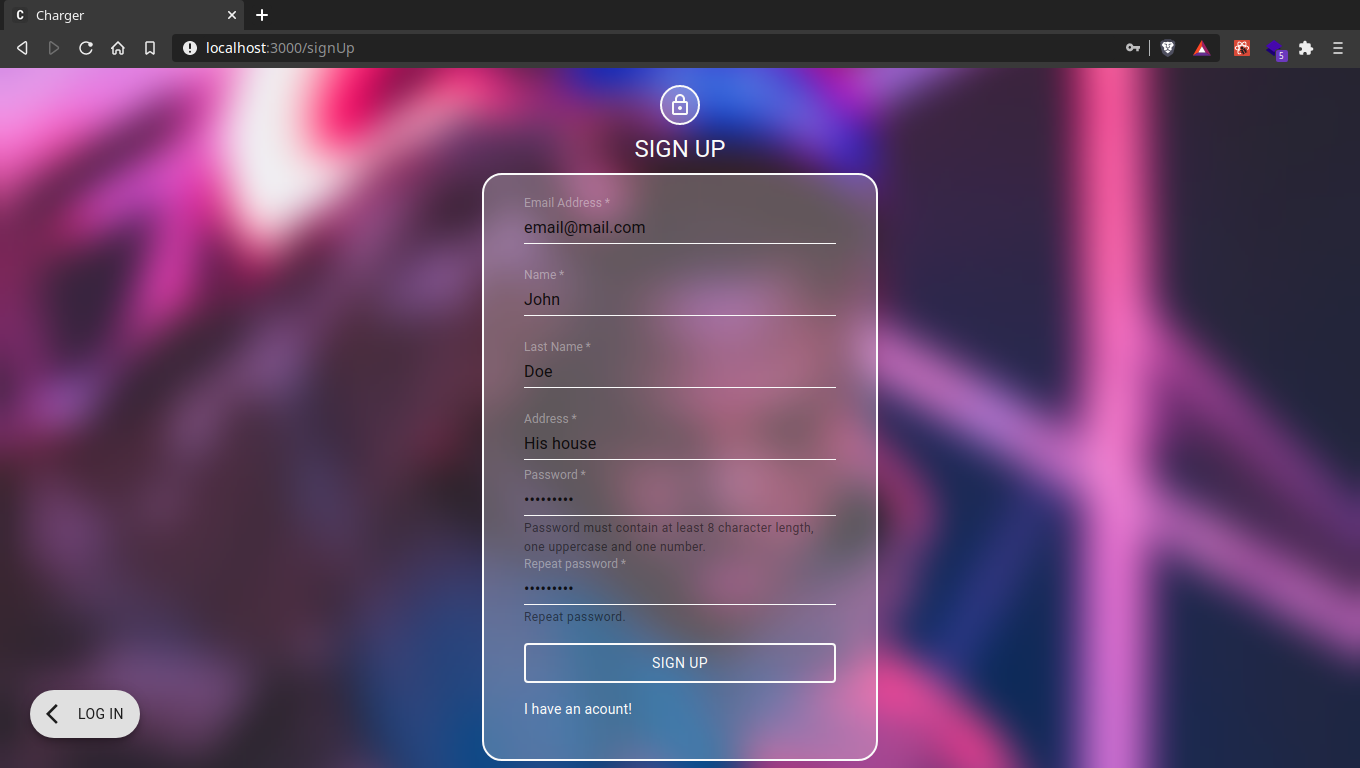 Charger
localhost:3000/signUp
5
SIGN UP
Email Address *
email@mail.com
Name *
John
Last Name *
Doe
Address *
His house
Password *
•••••••••
Password must contain at least 8 character length,
one uppercase and one number.
Repeat password *
•••••••••
Repeat password.
SIGN UP
I have an acount!
LOG IN